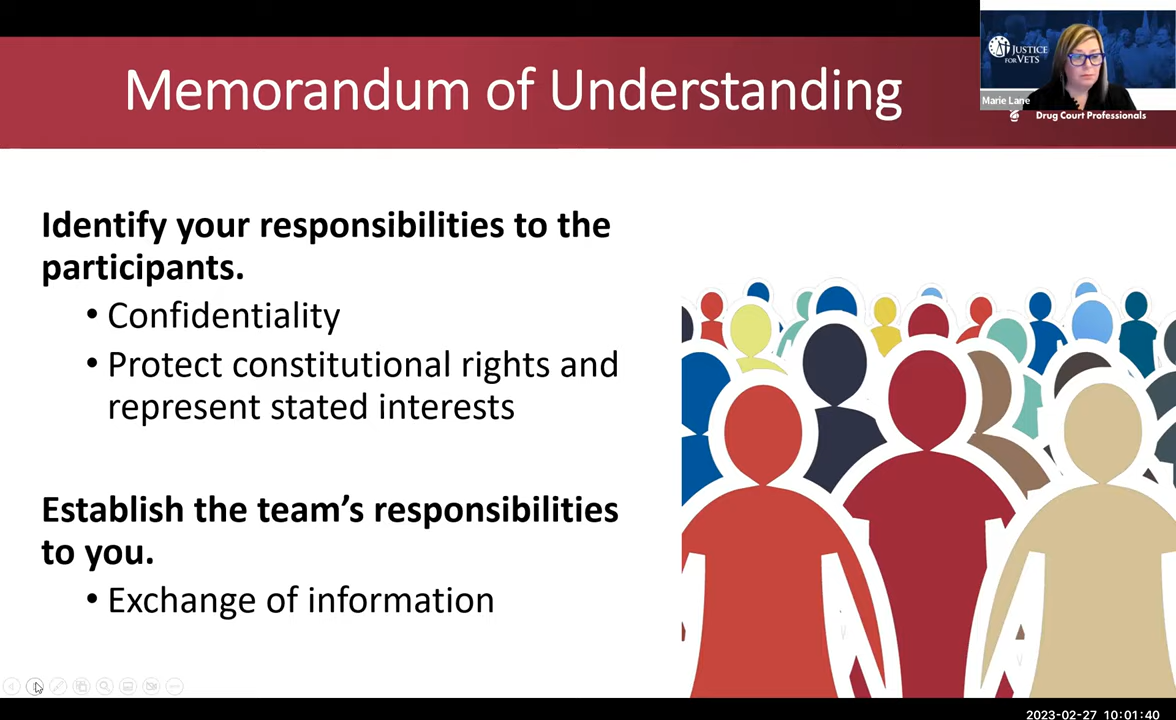 Memorandum of Understanding
JUSTICE
FOR VETS
Marie Lane
Drug Court Professionals
Identify your responsibilities to the
participants.
• Confidentiality
• Protect constitutional rights and
represent stated interests
Establish the team’s responsibilities
to you.
• Exchange of information
2023-02-27 10:01:40